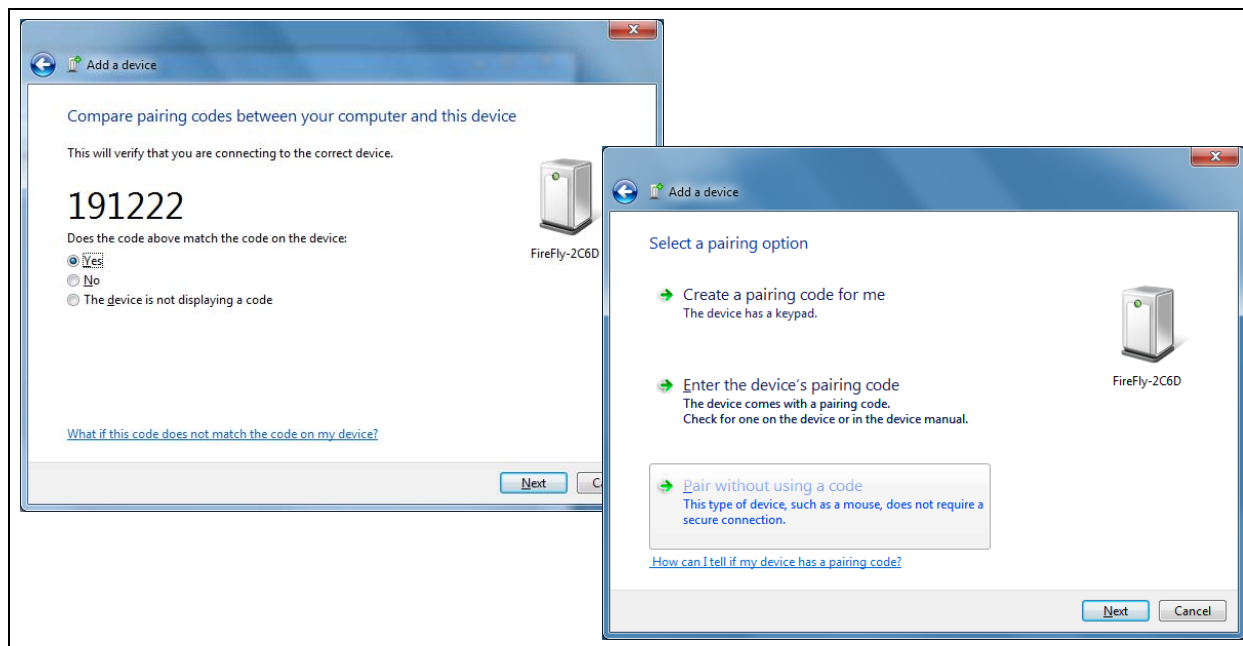 Add a device
Compare pairing codes between your computer and this device
This will verify that you are connecting to the correct device.
191222
Does the code above match the code on the device:
Yes
No
The device is not displaying a code
FireFly-2C6D
What if this code does not match the code on my device?
Next
Add a device
Select a pairing option
Create a pairing code for me
The device has a keypad.
Enter the device's pairing code
The device comes with a pairing code.
Check for one on the device or in the device manual.
Pair without using a code
This type of device, such as a mouse, does not require a
secure connection.
FireFly-2C6D
How can I tell if my device has a pairing code?
Next Cancel